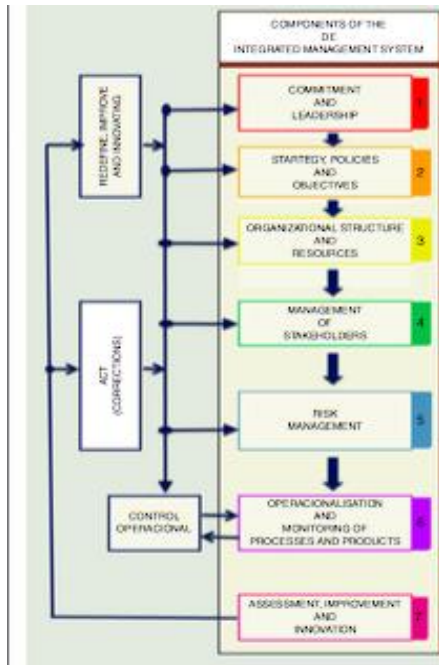 COMPONENTS OF THE
DE
INTEGRATED MANAGEMENT SYSTEM
REDEFINE, IMPROVE
AND INNOVATING
COMMITMENT
AND
LEADERSHIP
1
STARTEGY, POLICIES
AND
OBJECTIVES
2
ORGANIZATIONAL STRUCTURE
AND
RESOURCES
3
ACT
(CORRECTIONS)
MANAGEMENT
OF
STAKEHOLDERS
4
RISK
MANAGEMENT
5
CONTROL
OPERACIONAL
OPERACIONALISATION
AND
MONITORING OF
PROCESSES AND PRODUCTS
6
ASSESSMENT, IMPROVEMENT
AND
INNOVATION
7